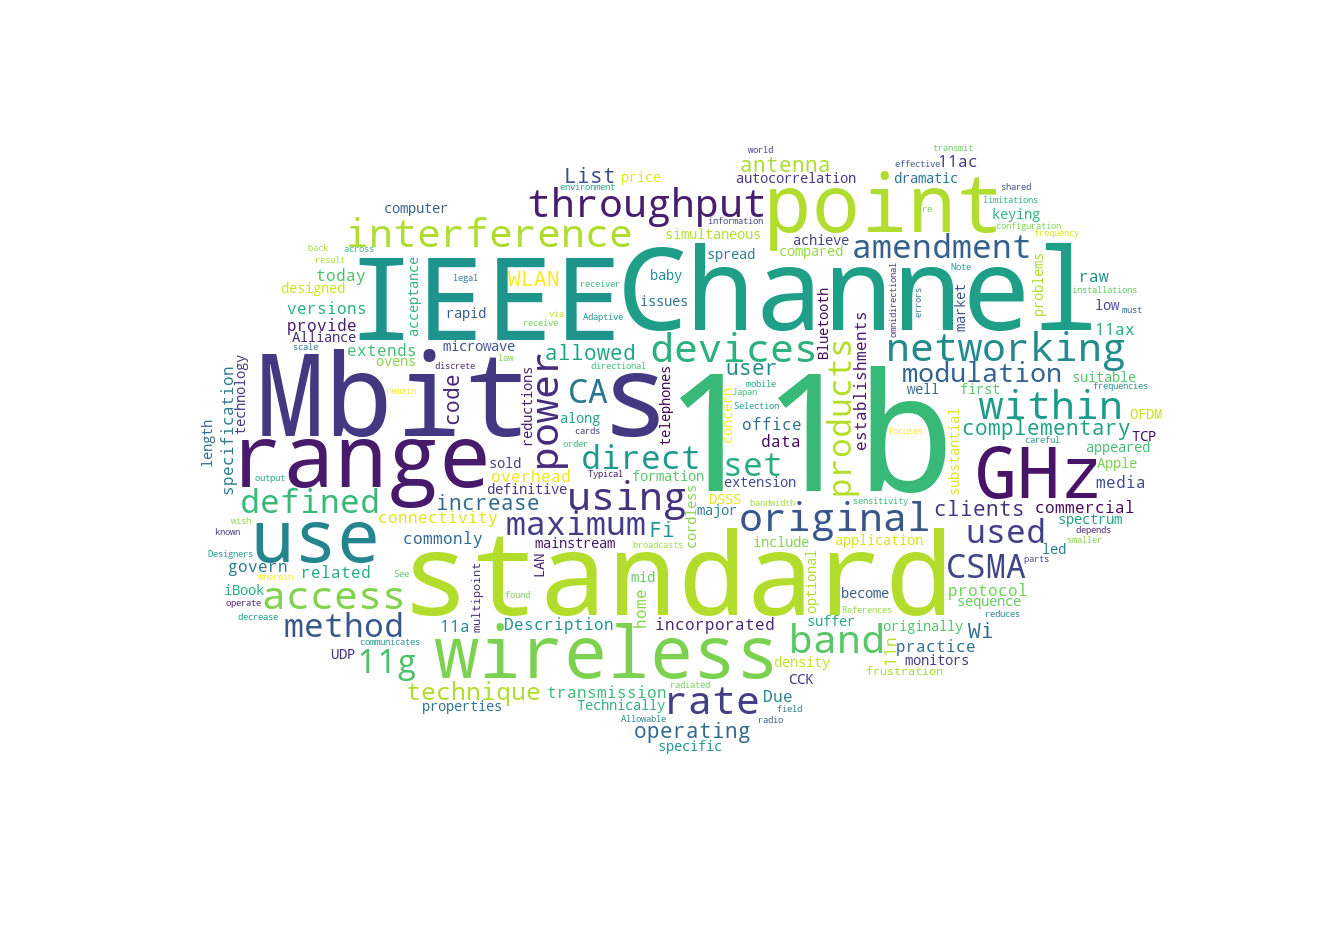 world
transmit
List
price
antenna
effective
11ac
environment
autocorrelation
dramatic
shared
computer
throughput
point
limitations
information
re
keying
interference
simultaneous
achieve
amendment
configuration
frequency
back
across
compared
result
today
acceptance
legal
WLAN
receiver
baby
spread
omnidirectional
Note
problems
raw
designed
IEEE
Channel
issues
errors
market
installations
versions
rapid
via
Adaptive
low
must
provide
receive
Bluetooth
establishments
11ax
Alliance
microwave
law
devices
networking
scale
extends
allowed
technology
ovens
discrete
power
directional
user
products
modulation
suitable
specification
Mbit
s
reductions
CA
telephones
mobile
11b
well
first
frequencies
remain
code
Japan
within
length
along
Selection
concern
OFDM
cards
office
focuses
complementary
careful
TCP
order
data
substantial
appeared
range
sold
direct
set
GHz
Apple
output
overhead
Typical
formation
extension
media
defined
definitive
using
DSSS
bandwidth
sensitivity
increase
cordless
major
original
clients
commercial
known
wish
connectivity
maximum
Fi
used
spectrum
depends
use
commonly
mainstream
broadcasts
include
application
led
smaller
Designers
LAN
standard
CSMA
parts
govern
related
See
mid
optional
wherein
iBook
access
multipoint
found
home
become
protocol
operate
sequence
decrease
References
reduces
method
11a
Description
incorporated
suffer
originally
Wi
communicates
wireless
band
11n
practice
UDP
11g
density
monitors
frustration
technique
transmission
radiated
CCK
properties
Technically
rate
Due
field
Allowable
radio
operating
specific